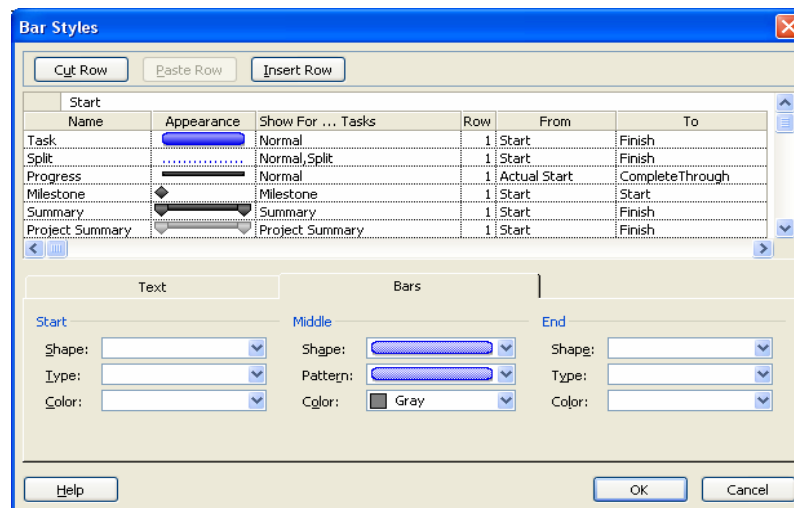 Bar Styles
Cut Row Paste Row Insert Row
Start
Name Appearance Show For ... Tasks Row From To
Task Normal 1 Start Finish
Split Normal,Split 1 Start Finish
Progress Normal 1 Actual Start CompleteThrough
Milestone Milestone 1 Start Start
Summary Summary 1 Start Finish
Project Summary Project Summary 1 Start Finish
Text Bars
Start Middle End
Shape: Shape: Shape:
Type: Pattern: Type:
Color: Color: Gray Color:
Help OK Cancel